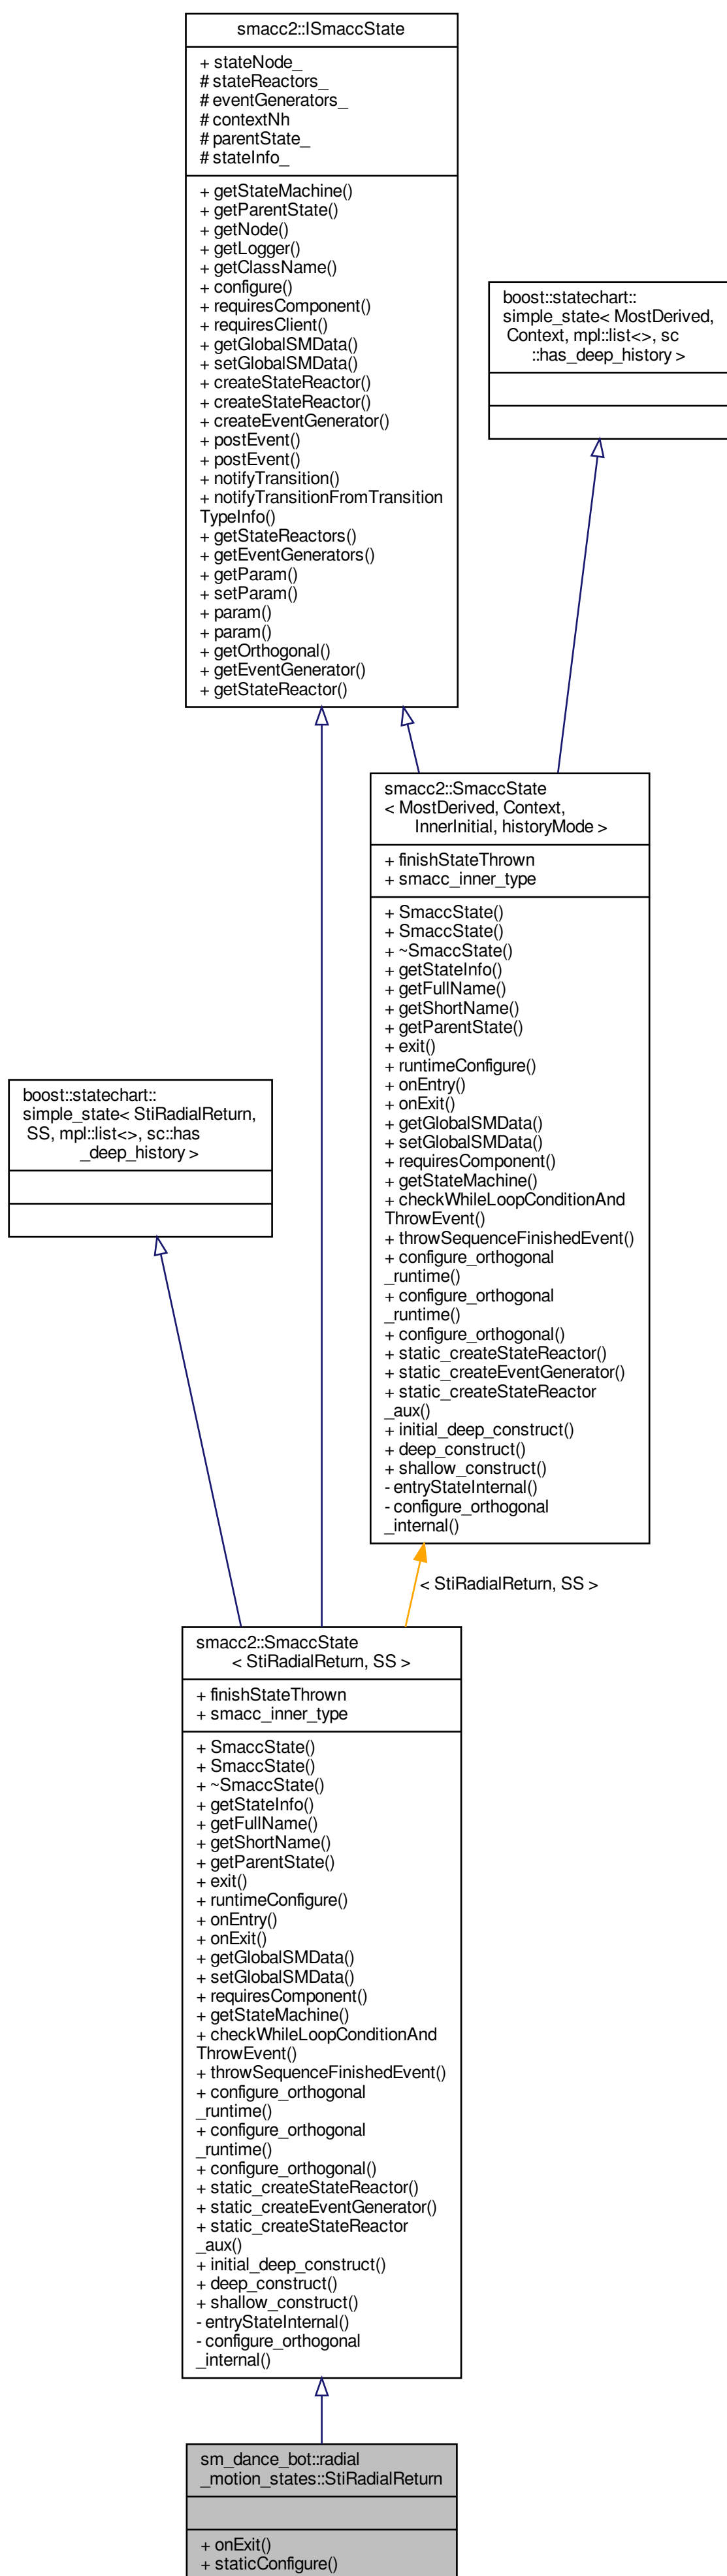 smacc2::ISmaccState
+ stateNode_
# stateReactors_
# eventGenerators_
# contextNh
# parentState_
# stateInfo_
+ getStateMachine()
+ getParentState()
+ getNode()
+ getLogger()
+ getClassName()
+ configure()
+ requiresComponent()
+ requiresClient()
+ getGlobalSMData()
+ setGlobalSMData()
+ createStateReactor()
+ createStateReactor()
+ createEventGenerator()
+ postEvent()
+ postEvent()
+ notifyTransition()
+ notifyTransitionFromTransition
TypeInfo()
+ getStateReactors()
+ getEventGenerators()
+ getParam()
+ setParam()
+ param()
+ param()
+ getOrthogonal()
+ getEventGenerator()
+ getStateReactor()
boost::statechart::
simple_state< MostDerived,
Context, mpl::list<>, sc
::has_deep_history >
smacc2::SmaccState
< MostDerived, Context,
InnerInitial, historyMode >
+ finishStateThrown
+ smacc_inner_type
+ SmaccState()
+ SmaccState()
+ ~SmaccState()
+ getStateInfo()
+ getFullName()
+ getShortName()
+ getParentState()
+ exit()
+ runtimeConfigure()
+ onEntry()
+ onExit()
+ getGlobalSMData()
+ setGlobalSMData()
+ requiresComponent()
+ getStateMachine()
+ checkWhileLoopConditionAnd
ThrowEvent()
+ throwSequenceFinishedEvent()
+ configure_orthogonal
_runtime()
+ configure_orthogonal
_runtime()
+ configure_orthogonal()
+ static_createStateReactor()
+ static_createEventGenerator()
+ static_createStateReactor
_aux()
+ initial_deep_construct()
+ deep_construct()
+ shallow_construct()
- entryStateInternal()
- configure_orthogonal
_internal()
boost::statechart::
simple_state< StiRadialReturn,
SS, mpl::list<>, sc::has
_deep_history >
< StiRadialReturn, SS >
smacc2::SmaccState
< StiRadialReturn, SS >
+ finishStateThrown
+ smacc_inner_type
+ SmaccState()
+ SmaccState()
+ ~SmaccState()
+ getStateInfo()
+ getFullName()
+ getShortName()
+ getParentState()
+ exit()
+ runtimeConfigure()
+ onEntry()
+ onExit()
+ getGlobalSMData()
+ setGlobalSMData()
+ requiresComponent()
+ getStateMachine()
+ checkWhileLoopConditionAnd
ThrowEvent()
+ throwSequenceFinishedEvent()
+ configure_orthogonal
_runtime()
+ configure_orthogonal
_runtime()
+ configure_orthogonal()
+ static_createStateReactor()
+ static_createEventGenerator()
+ static_createStateReactor
_aux()
+ initial_deep_construct()
+ deep_construct()
+ shallow_construct()
- entryStateInternal()
- configure_orthogonal
_internal()
sm_dance_bot::radial
_motion_states::StiRadialReturn
+ onExit()
+ staticConfigure()